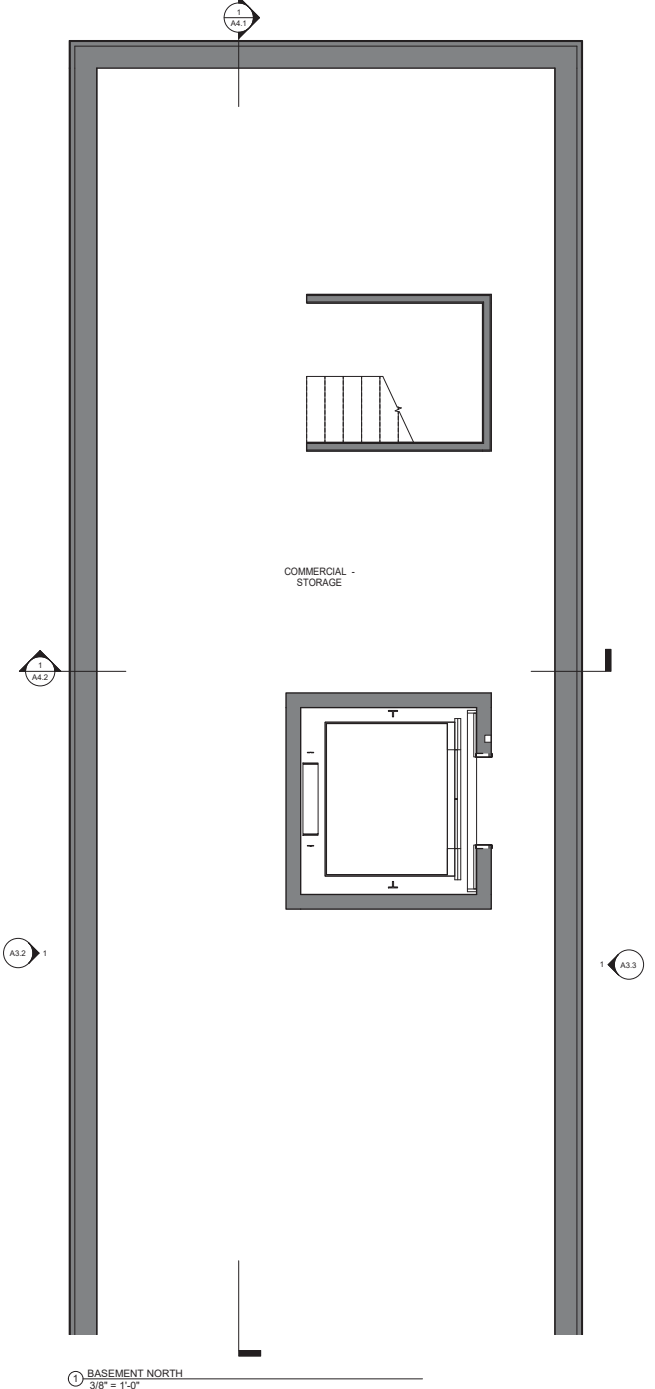 1
A4.1
COMMERCIAL -
STORAGE
1
A4.2
A3.2 1
1 A3.3
1 BASEMENT NORTH
3/8" = 1'-0"